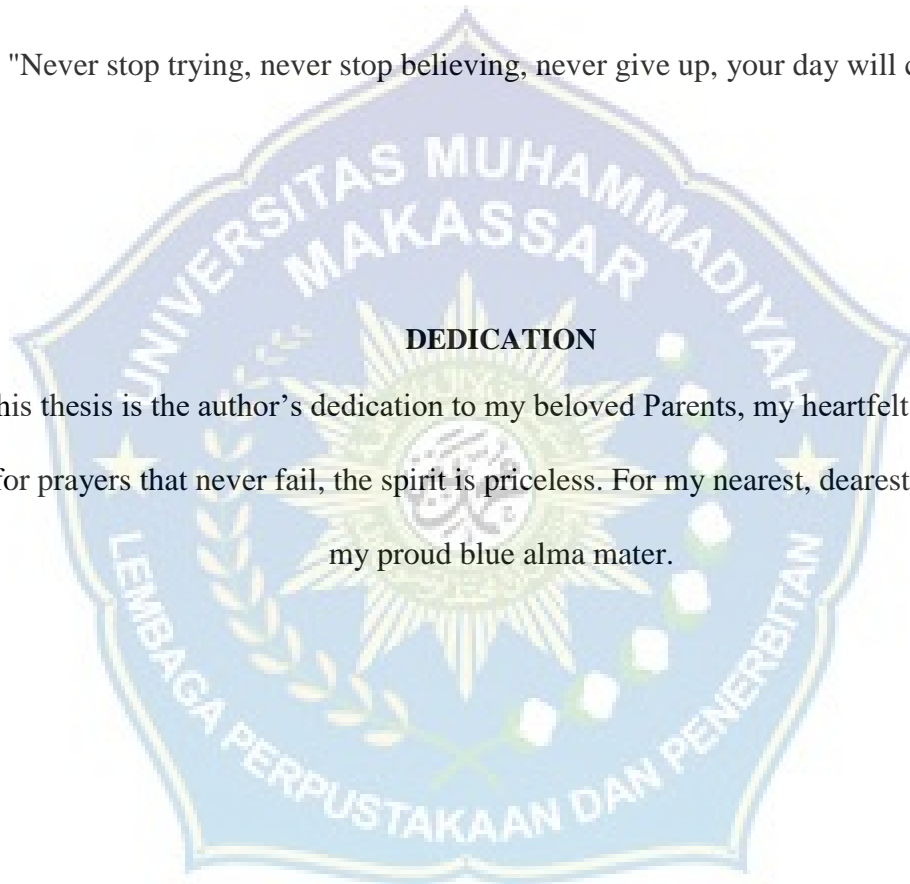 "Never stop trying, never stop believing, never give up, your day will
UNIVERSITAS MUHAMMADIYAH
MAKASSAR
DEDICATION
his thesis is the author’s dedication to my beloved Parents, my heartfelt
for prayers that never fail, the spirit is priceless. For my nearest, dearest
my proud blue alma mater.
LEMBAGA PERPUSTAKAAN DAN PENERBITAN